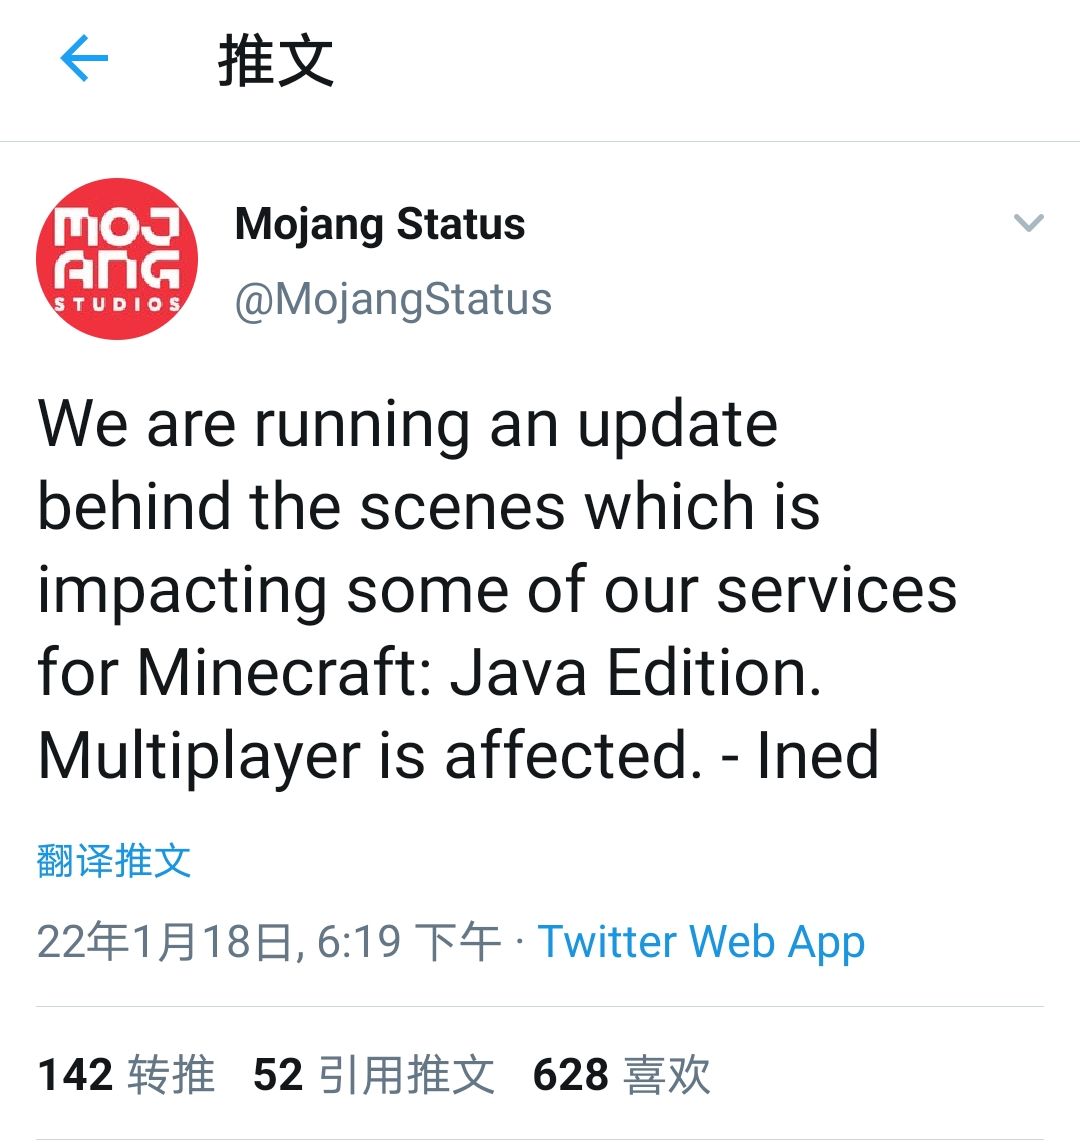 推文
MOJ
ANG
STUDIOS
Mojang Status
@MojangStatus
We are running an update
behind the scenes which is
impacting some of our services
for Minecraft: Java Edition.
Multiplayer is affected. - Ined
翻译推文
22年1月18日, 6:19 下午 · Twitter Web App
142 转推 52 引用推文 628 喜欢